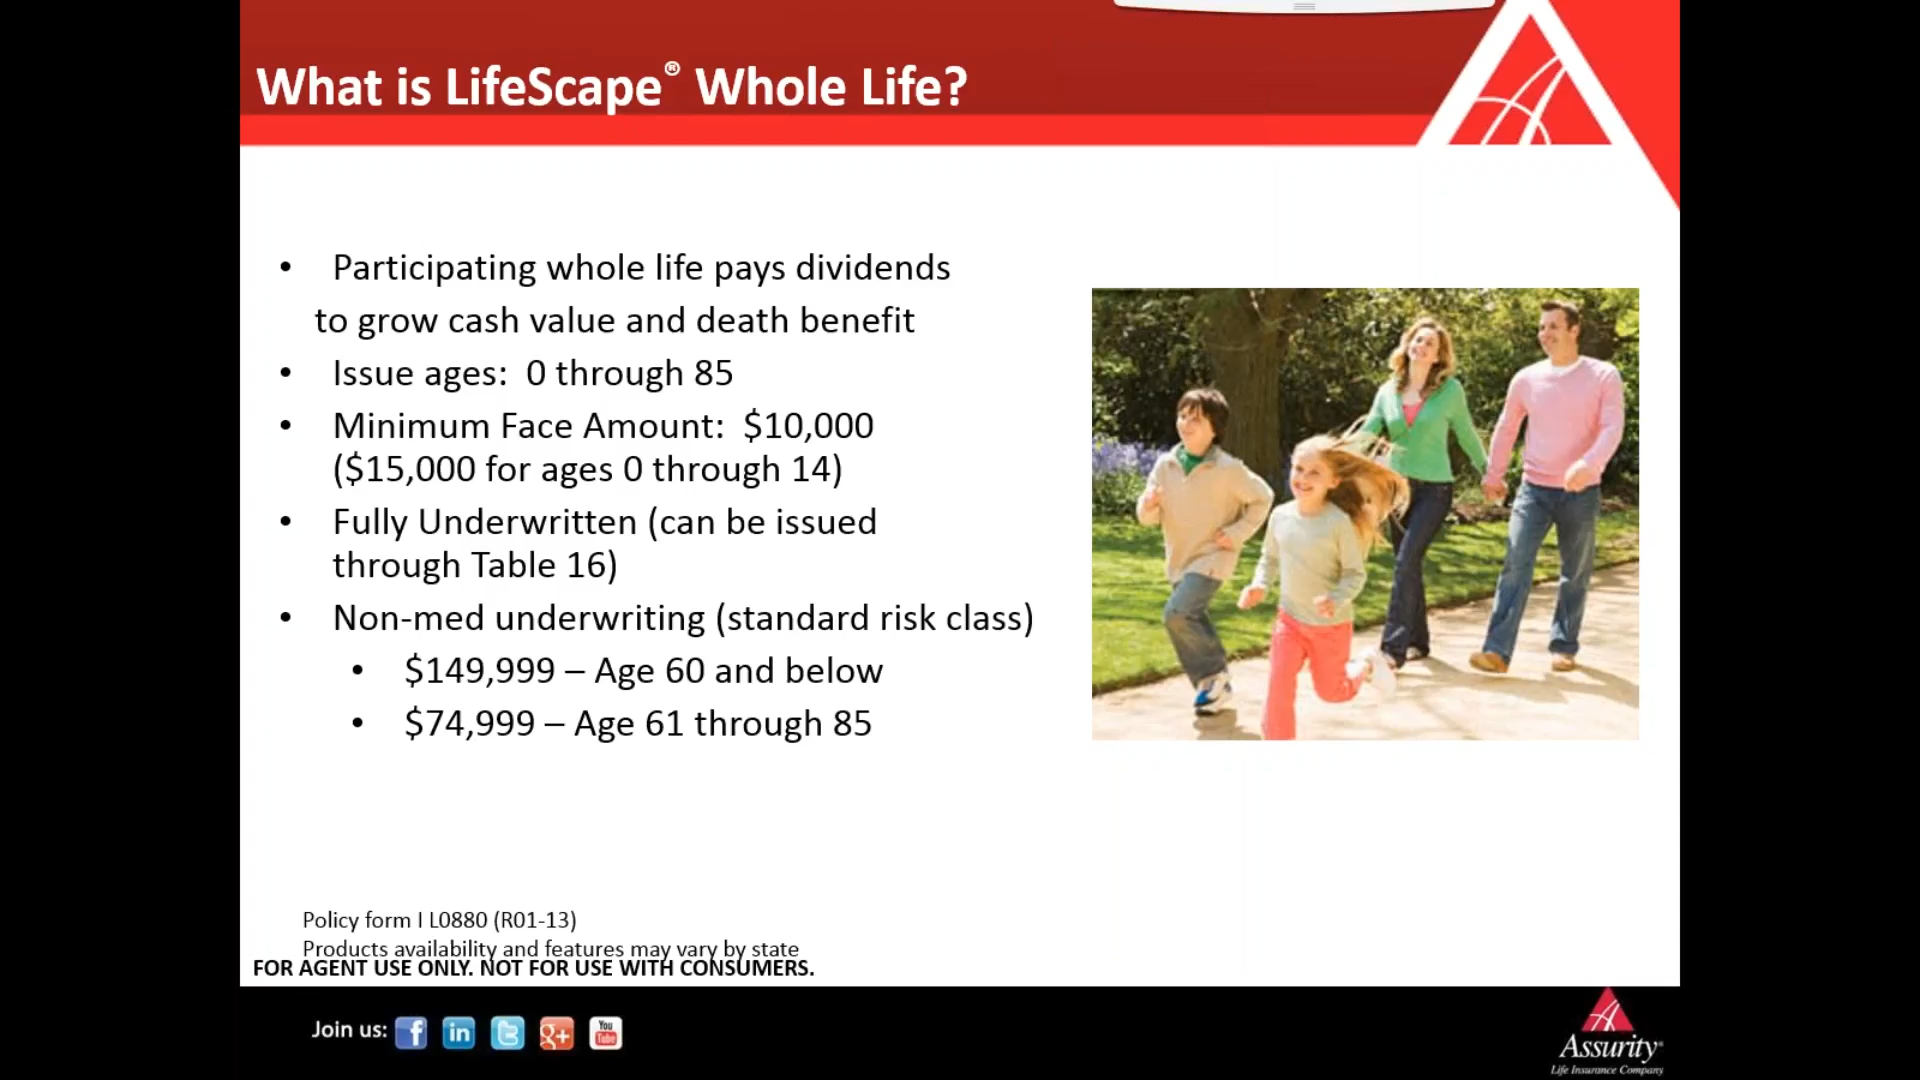 What is LifeScape® Whole Life?
• Participating whole life pays dividends
to grow cash value and death benefit
• Issue ages: 0 through 85
• Minimum Face Amount: $10,000
($15,000 for ages 0 through 14)
• Fully Underwritten (can be issued
through Table 16)
• Non-med underwriting (standard risk class)
• $149,999 – Age 60 and below
• $74,999 – Age 61 through 85
Policy form I L0880 (R01-13)
Products availability and features may vary by state
FOR AGENT USE ONLY. NOT FOR USE WITH CONSUMERS.
Join us: f in t g+ You Tube
Assurity®
Life Insurance Company